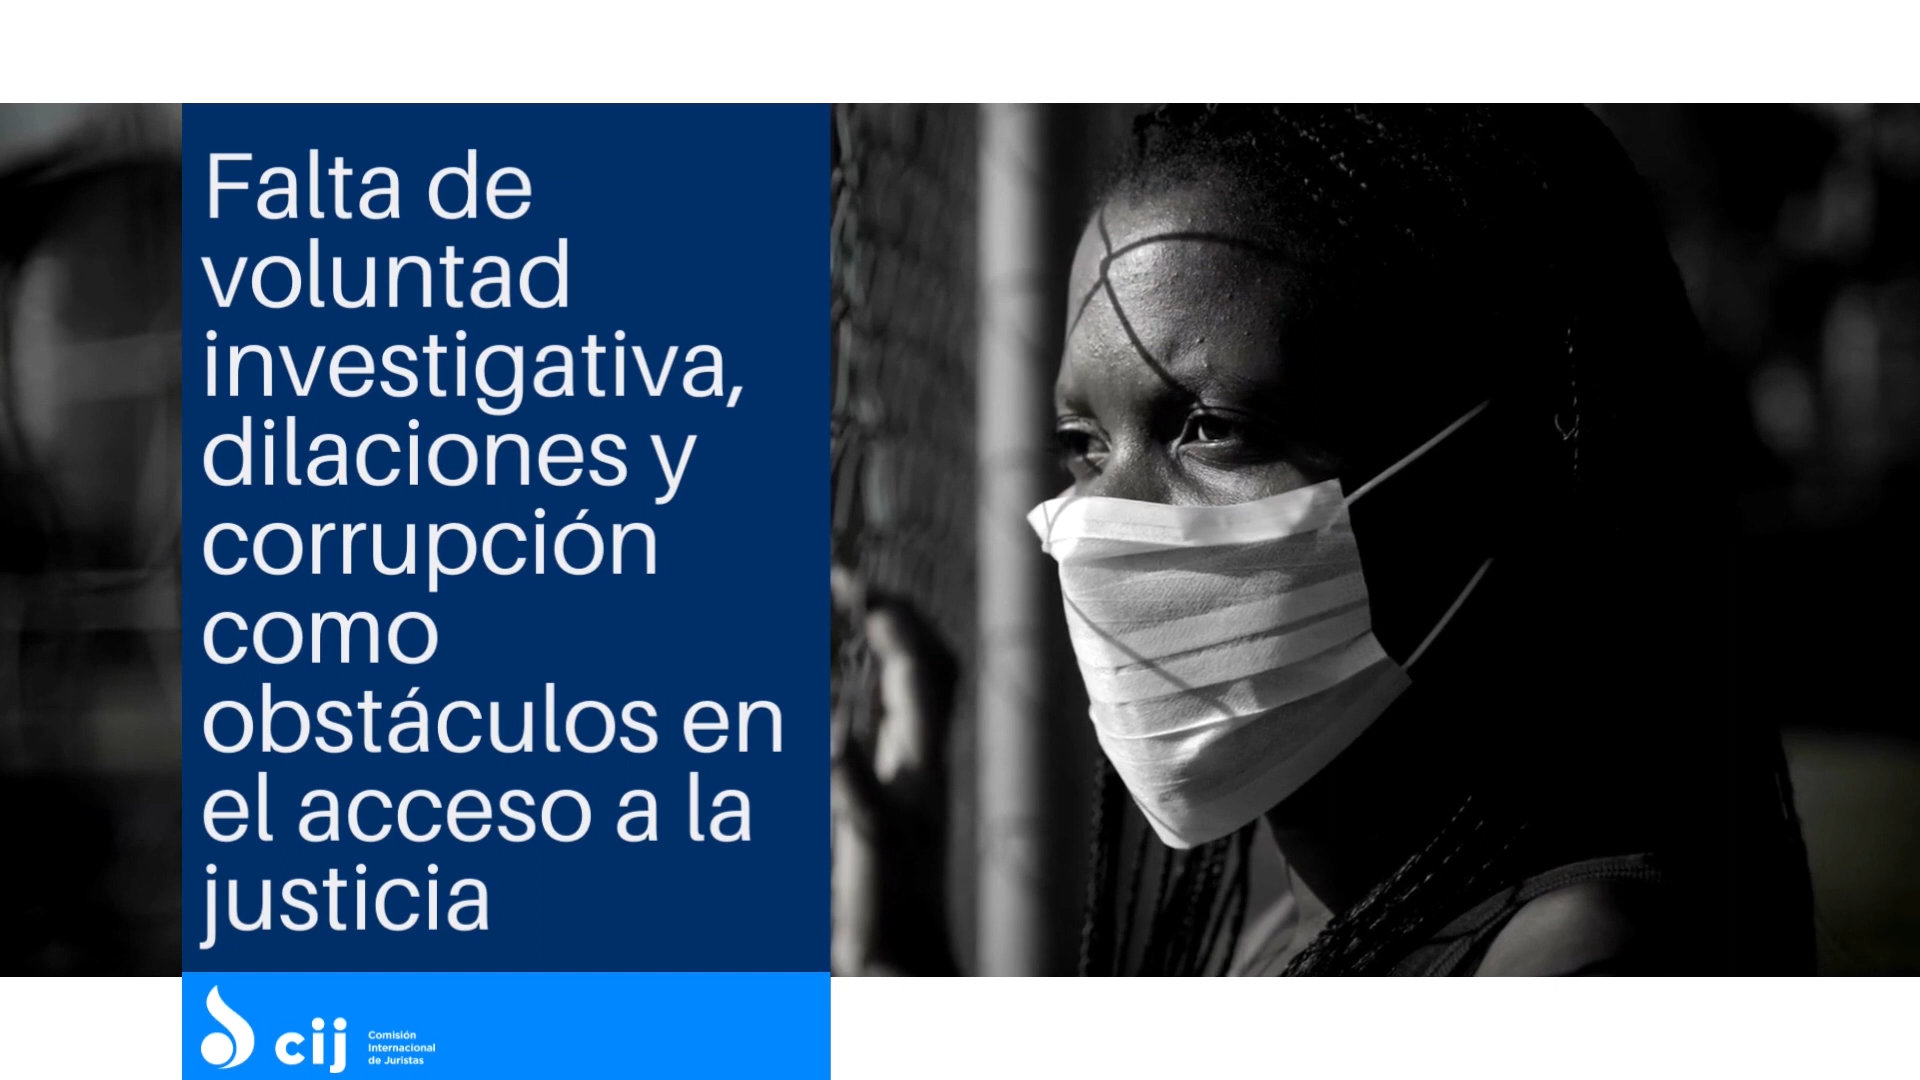 Falta de
voluntad
investigativa,
dilaciones y
corrupción
como
obstáculos en
el acceso a la
justicia
cij
Comisión
Internacional
de Juristas